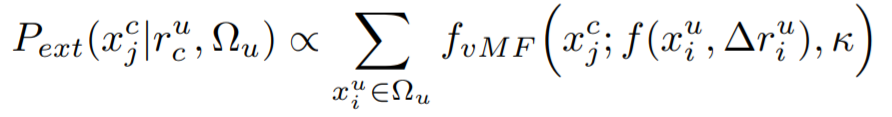 $P_{ext}(x_j^c | r_c^u, \Omega_u) \propto \sum_{x_i^u \in \Omega_u} f_{vMF}\Big(x_j^c; f(x_i^u, \Delta r_i^u), \kappa\Big)$